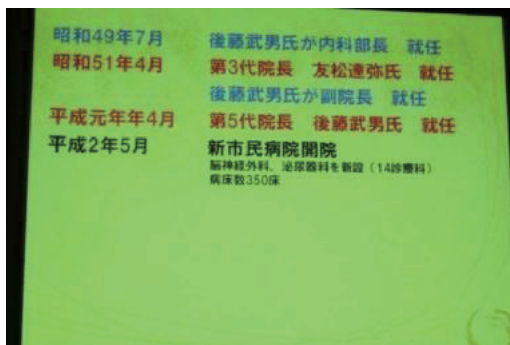 昭和49年7月 後藤武男氏が内科部長 就任
昭和51年4月 第3代院長 友松達弥氏 就任
後藤武男氏が副院長 就任
平成元年年4月 第5代院長 後藤武男氏 就任
平成2年5月 新市民病院開院
脳神経外科、泌尿器科を新設(14診療科)
病床数350床